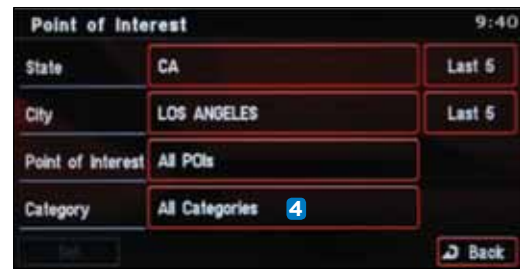 Point of Interest 9:40
State CA Last 5
City LOS ANGELES Last 5
Point of Interest All POIs
Category All Categories 4
Back